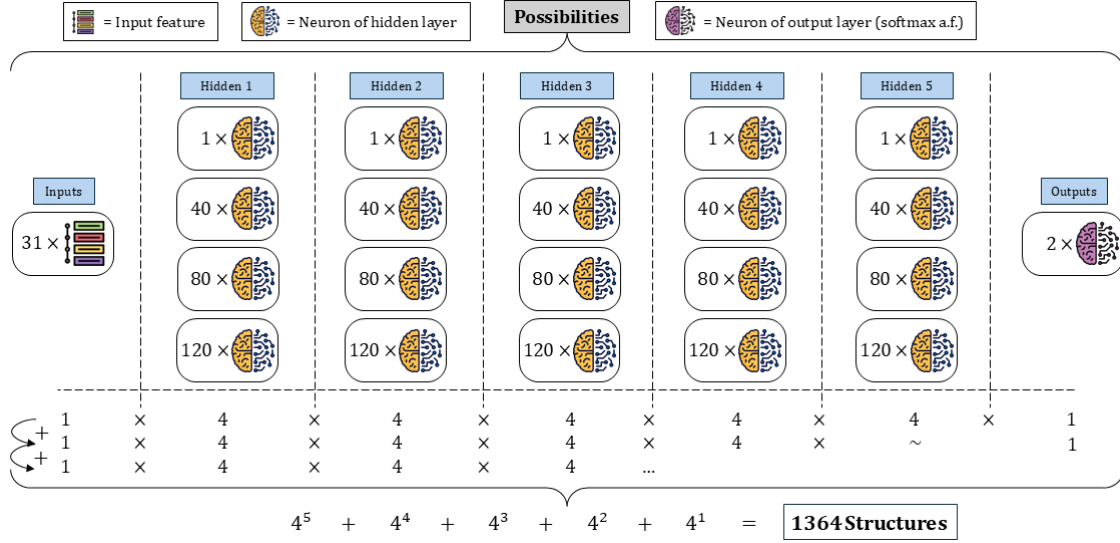 = Input feature
= Neuron of hidden layer
Possibilities
= Neuron of output layer (softmax a.f.)
Hidden 1 Hidden 2 Hidden 3 Hidden 4 Hidden 5
1 × 1 × 1 × 1 × 1 ×
Inputs Outputs
40 × 40 × 40 × 40 × 40 ×
31 × 2 ×
80 × 80 × 80 × 80 × 80 ×
120 × 120 × 120 × 120 × 120 ×
1 × 4 × 4 × 4 × 4 × 4 × 1
+
1 × 4 × 4 × 4 × 4 × ~ 1
+
1 × 4 × 4 × 4 ...
4⁵ + 4⁴ + 4³ + 4² + 4¹ = 1364 Structures